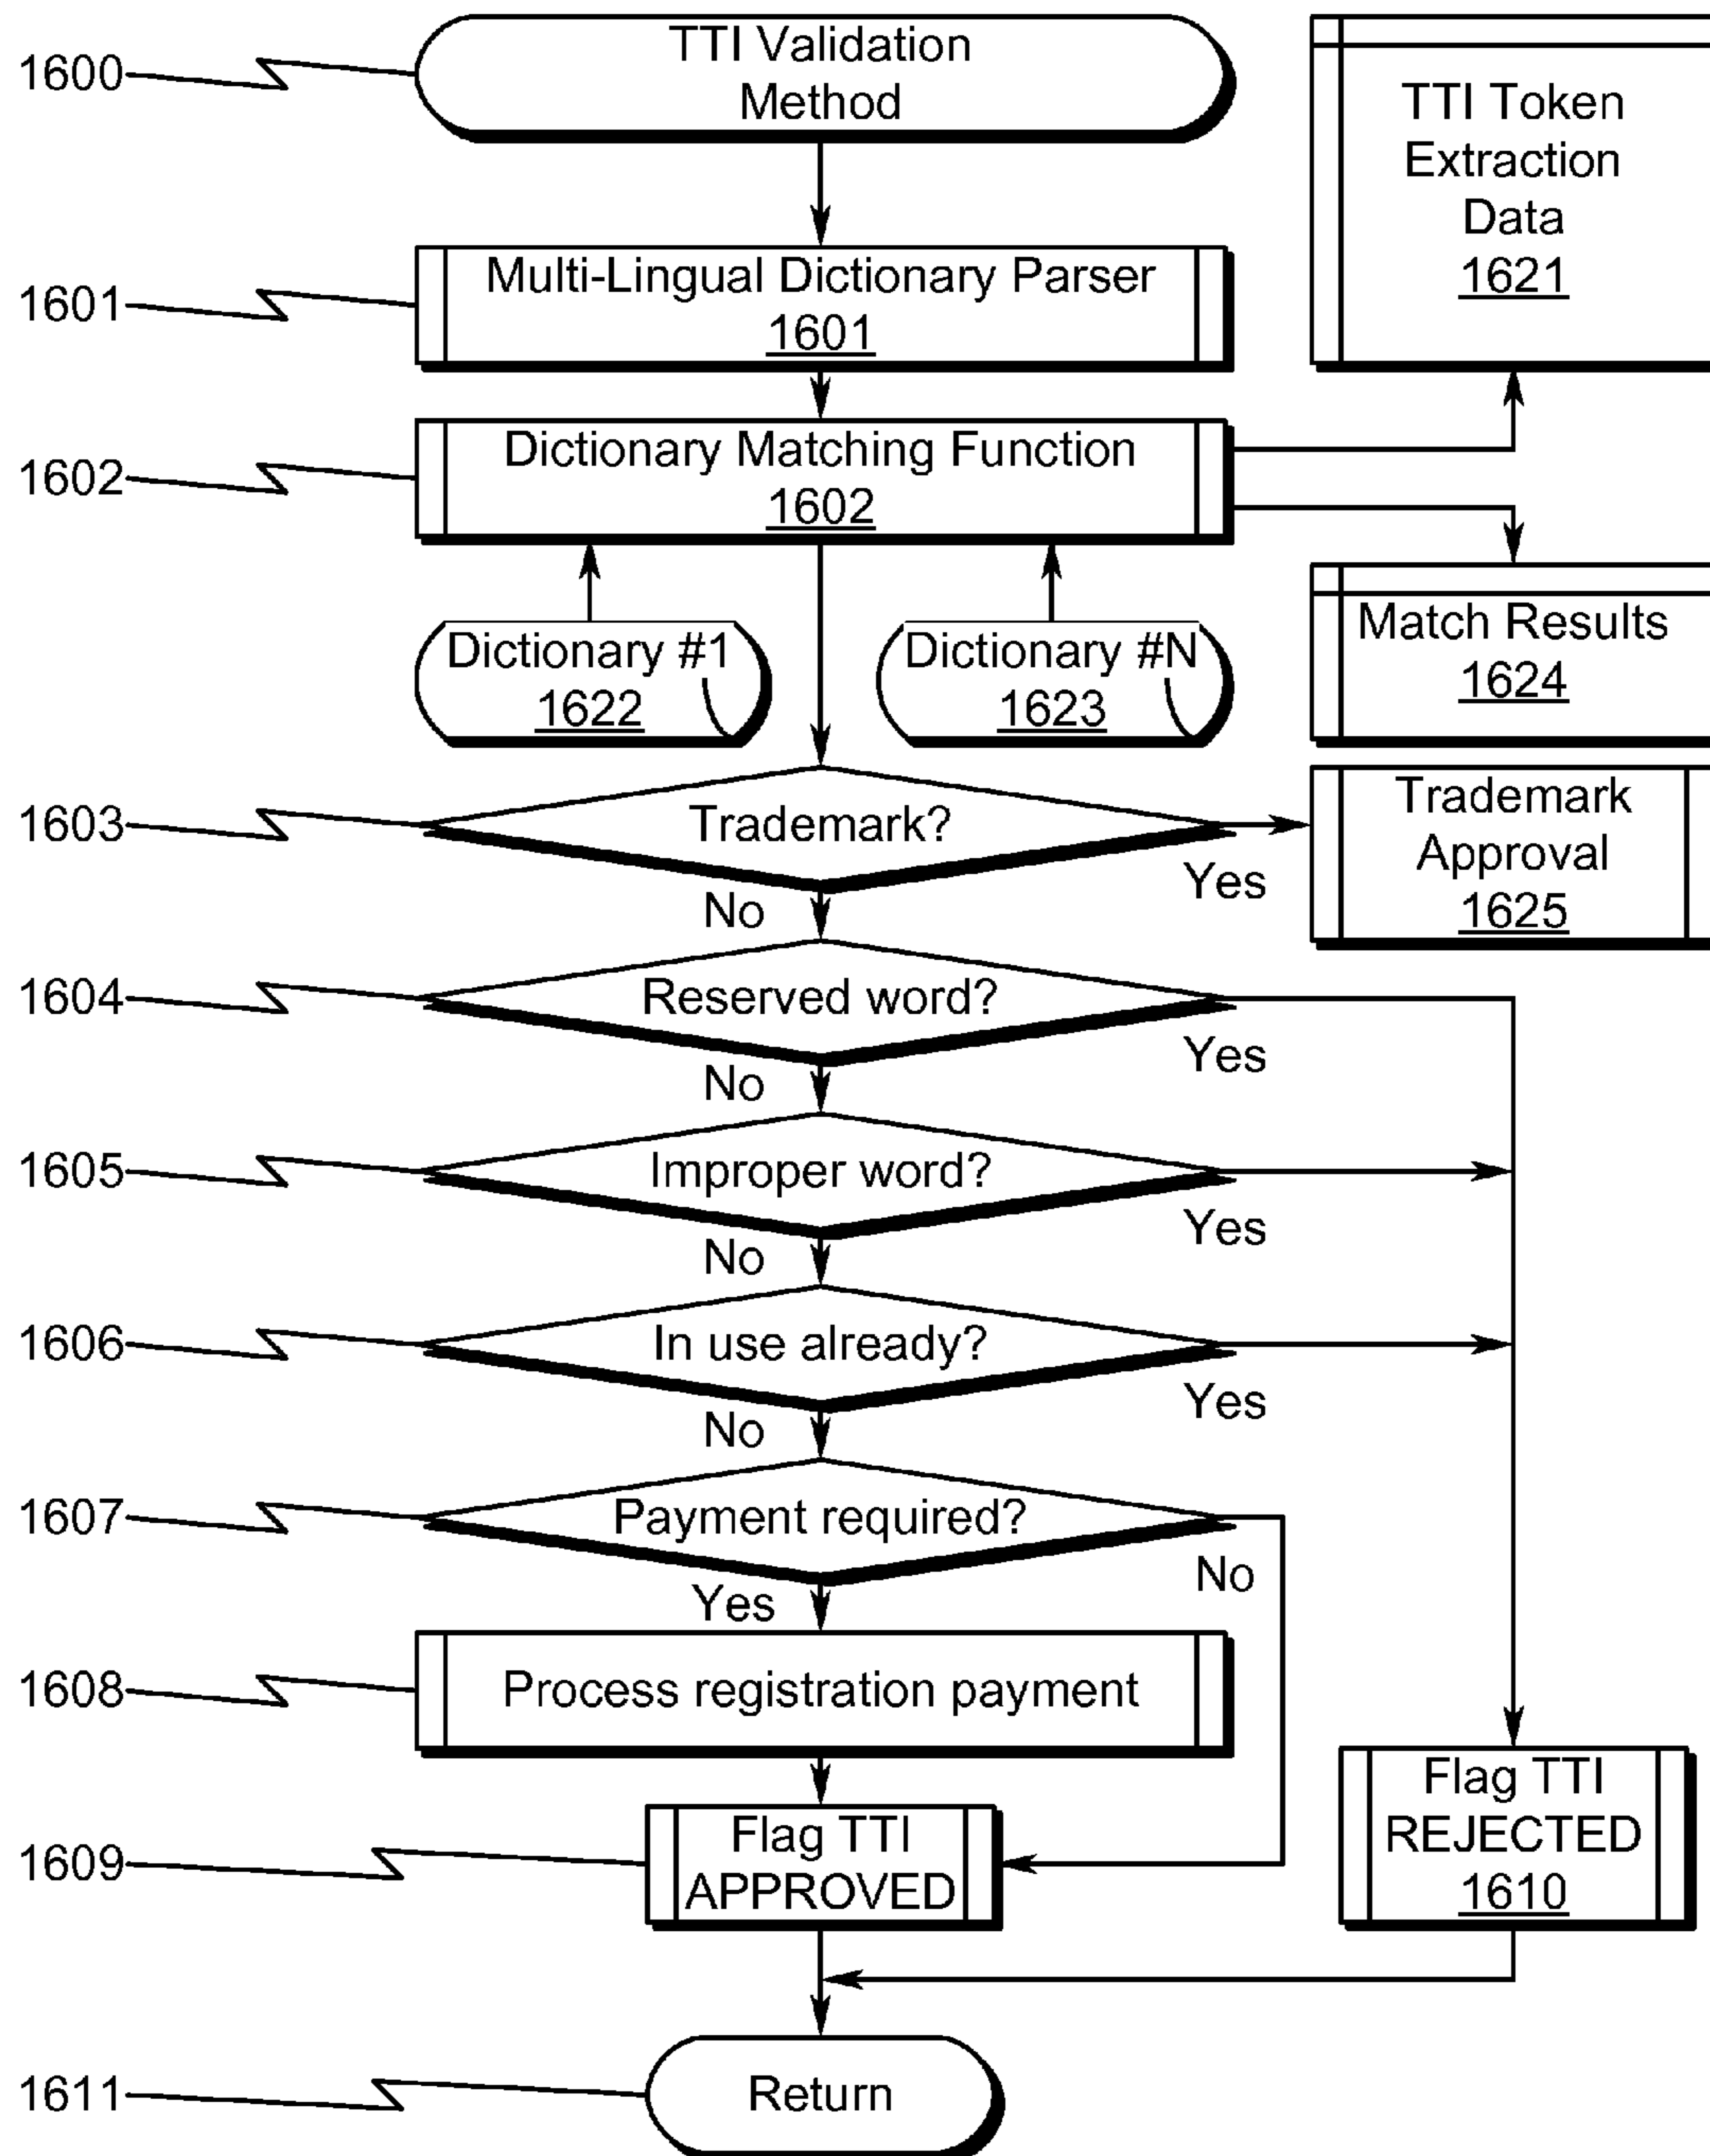 1600
TTI Validation
Method
TTI Token
Extraction
Data
1621
1601
Multi-Lingual Dictionary Parser
1601
1602
Dictionary Matching Function
1602
Dictionary #1
1622
Dictionary #N
1623
Match Results
1624
1603
Trademark?
Yes
No
Trademark
Approval
1625
1604
Reserved word?
Yes
No
1605
Improper word?
Yes
No
1606
In use already?
Yes
No
1607
Payment required?
No
Yes
1608
Process registration payment
1609
Flag TTI
APPROVED
Flag TTI
REJECTED
1610
1611
Return